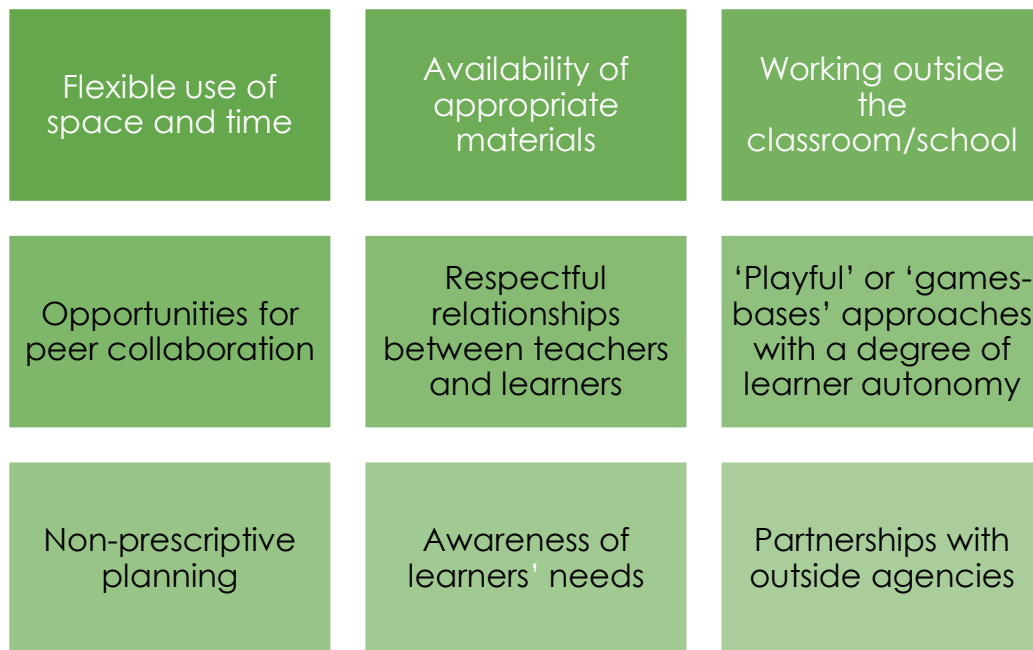 Flexible use of
space and time
Availability of
appropriate
materials
Working outside
the
classroom/school
Opportunities for
peer collaboration
Respectful
relationships
between teachers
and learners
‘Playful’ or ‘games-
bases’ approaches
with a degree of
learner autonomy
Non-prescriptive
planning
Awareness of
learners’ needs
Partnerships with
outside agencies